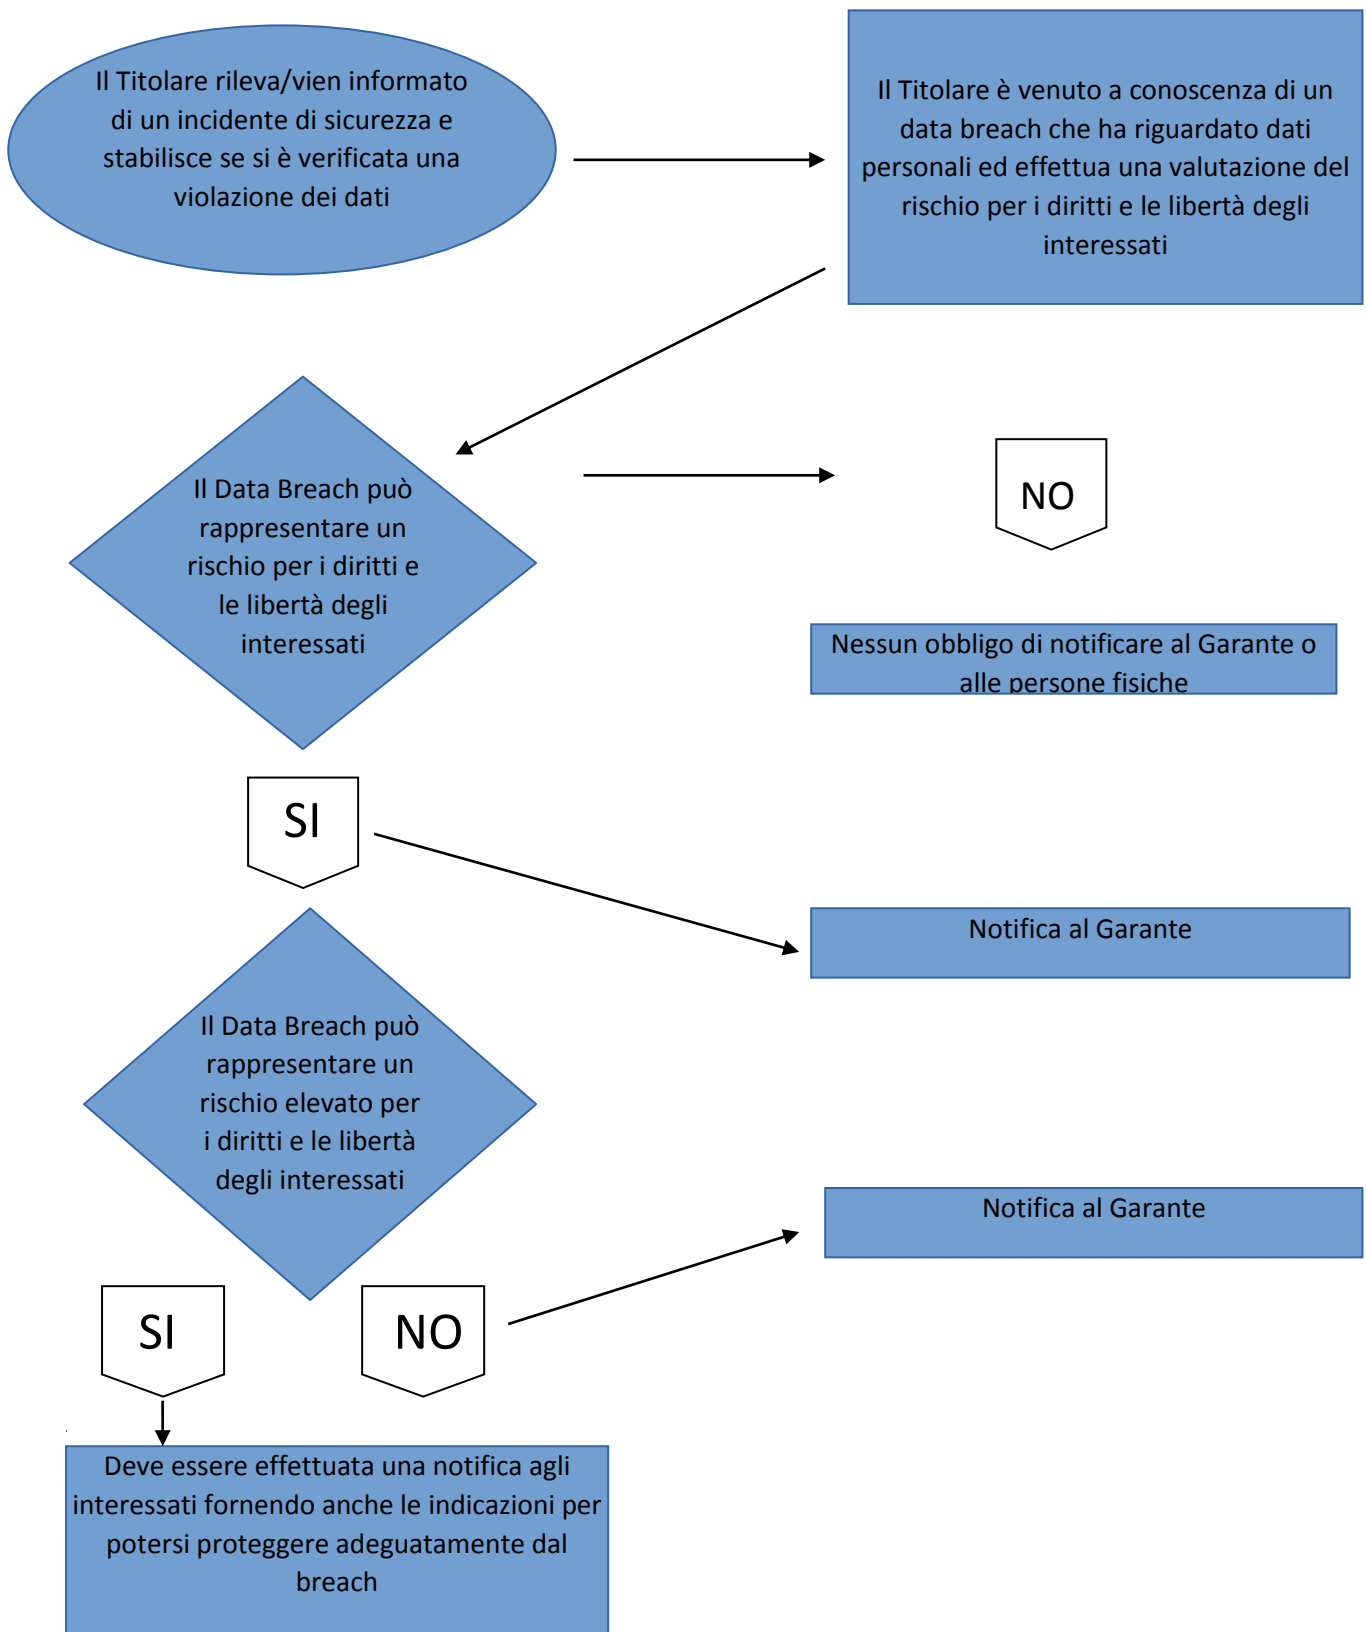 Il Titolare rileva/vien informato
di un incidente di sicurezza e
stabilisce se si è verificata una
violazione dei dati
Il Titolare è venuto a conoscenza di un
data breach che ha riguardato dati
personali ed effettua una valutazione del
rischio per i diritti e le libertà degli
interessati
Il Data Breach può
rappresentare un
rischio per i diritti e
le libertà degli
interessati
NO
Nessun obbligo di notificare al Garante o
alle persone fisiche
SI
Notifica al Garante
Il Data Breach può
rappresentare un
rischio elevato per
i diritti e le libertà
degli interessati
Notifica al Garante
SI
NO
Deve essere effettuata una notifica agli
interessati fornendo anche le indicazioni per
potersi proteggere adeguatamente dal
breach